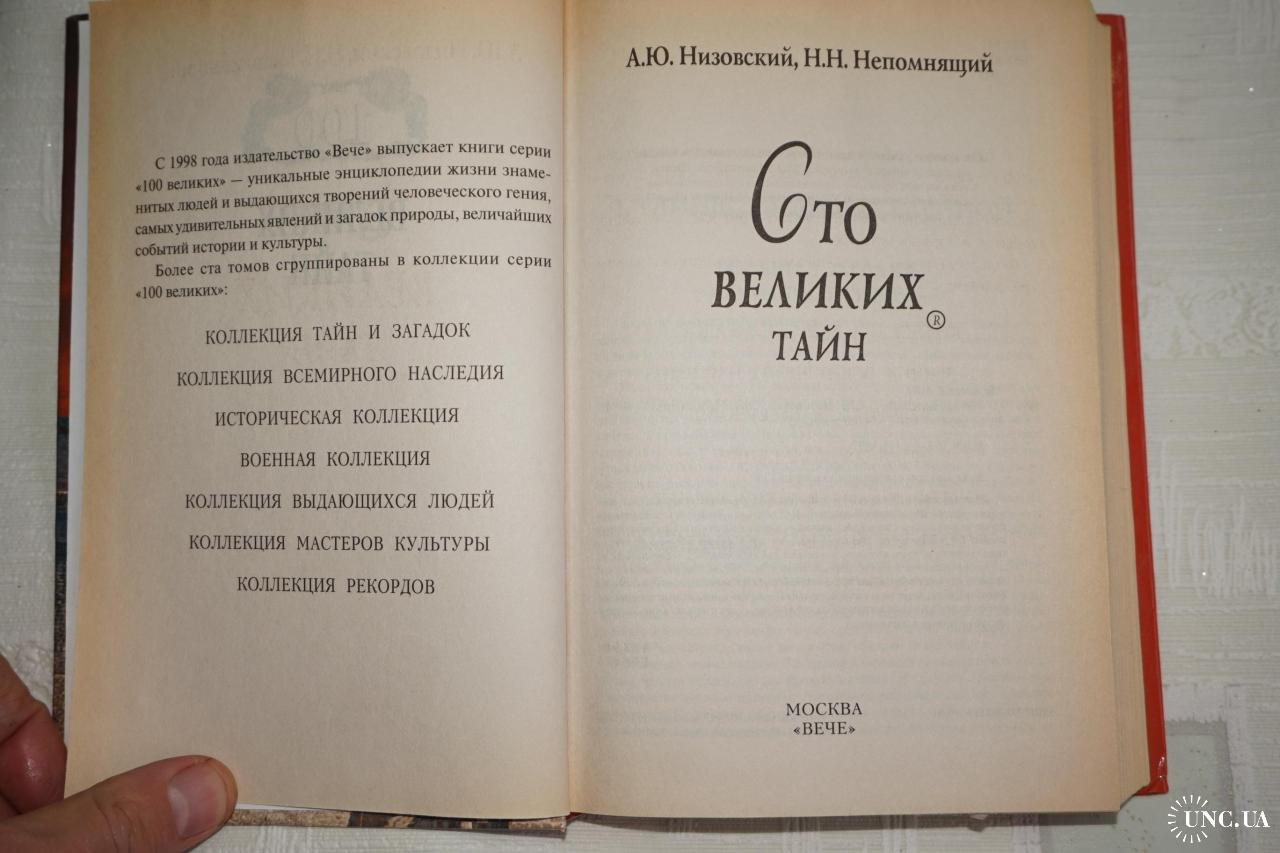 С 1998 года издательство «Вече» выпускает книги серии
«100 великих» — уникальные энциклопедии жизни знаме-
нитых людей и выдающихся творений человеческого гения,
самых удивительных явлений и загадок природы, величайших
событий истории и культуры.
Более ста томов сгруппированы в коллекции серии
«100 великих»:
КОЛЛЕКЦИЯ ТАЙН И ЗАГАДОК
КОЛЛЕКЦИЯ ВСЕМИРНОГО НАСЛЕДИЯ
ИСТОРИЧЕСКАЯ КОЛЛЕКЦИЯ
ВОЕННАЯ КОЛЛЕКЦИЯ
КОЛЛЕКЦИЯ ВЫДАЮЩИХСЯ ЛЮДЕЙ
КОЛЛЕКЦИЯ МАСТЕРОВ КУЛЬТУРЫ
КОЛЛЕКЦИЯ РЕКОРДОВ
А.Ю. Низовский, Н.Н. Непомнящий
Сто
ВЕЛИКИХ®
ТАЙН
МОСКВА
«ВЕЧЕ»
UNC.UA